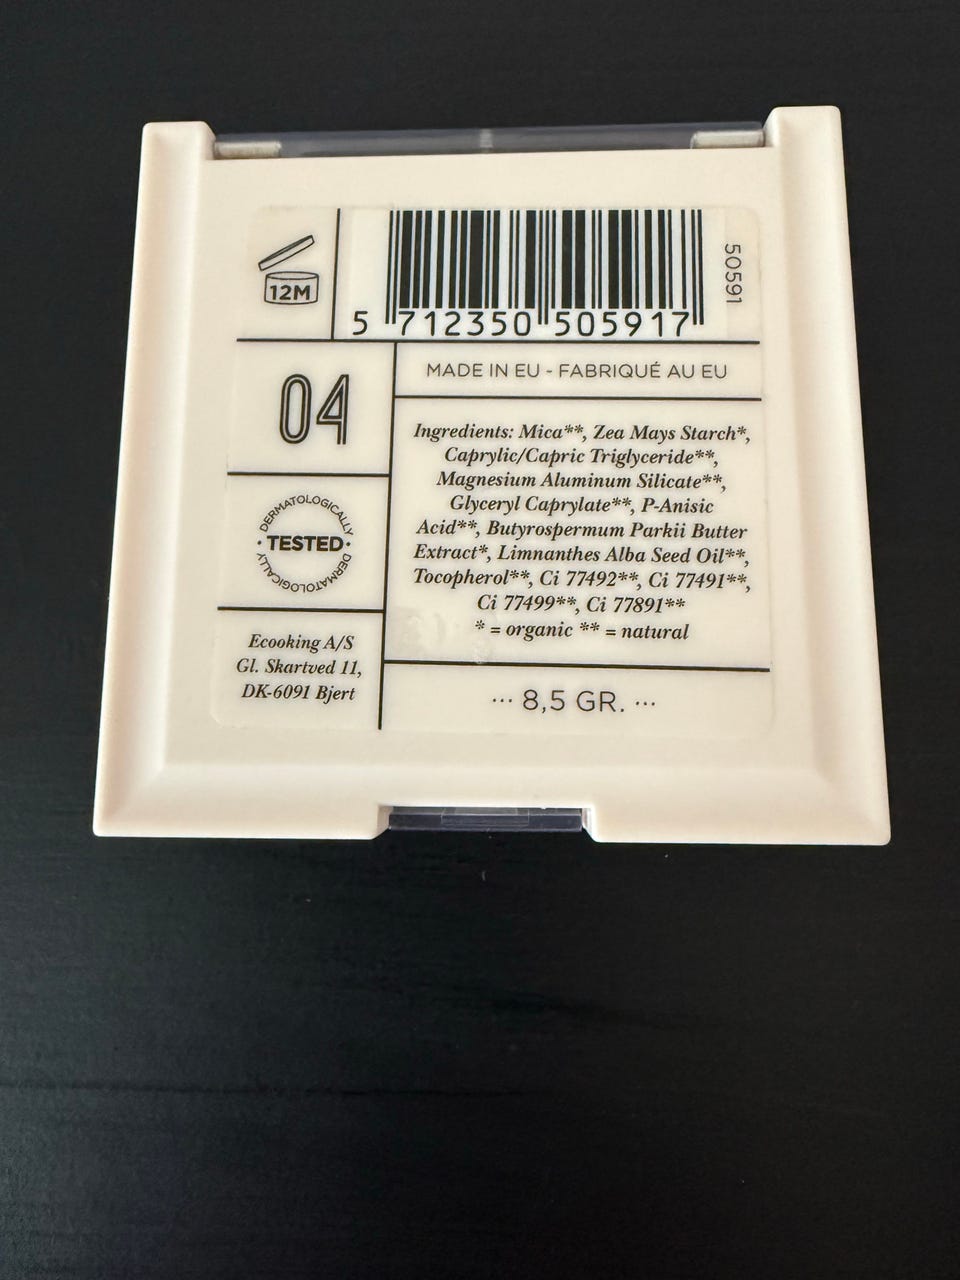 12M
5 712350 505917
50591
04
MADE IN EU - FABRIQUÉ AU EU
DERMATOLOGICALLY
·TESTED·
DERMATOLOGICALLY
Ingredients: Mica**, Zea Mays Starch*,
Caprylic/Capric Triglyceride**,
Magnesium Aluminum Silicate**,
Glyceryl Caprylate**, P-Anisic
Acid**, Butyrospermum Parkii Butter
Extract*, Limnanthes Alba Seed Oil**,
Tocopherol**, Ci 77492**, Ci 77491**,
Ci 77499**, Ci 77891**
* = organic ** = natural
Ecooking A/S
Gl. Skartved 11,
DK-6091 Bjert
··· 8,5 GR. ···